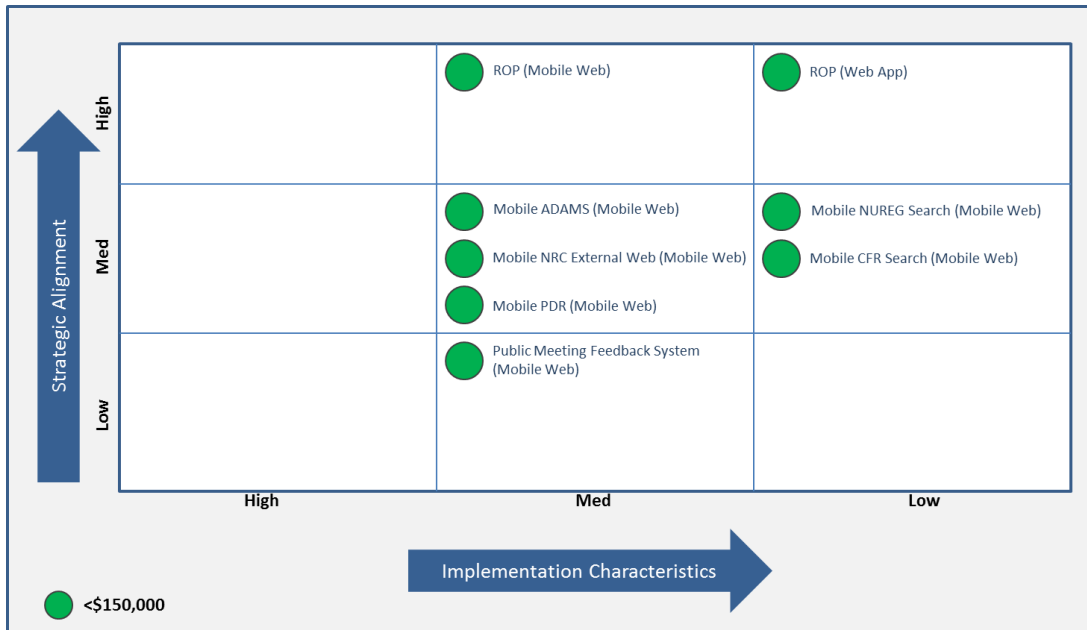 High
ROP (Mobile Web)
ROP (Web App)
Strategic Alignment
Med
Mobile ADAMS (Mobile Web)
Mobile NUREG Search (Mobile Web)
Mobile NRC External Web (Mobile Web)
Mobile CFR Search (Mobile Web)
Mobile PDR (Mobile Web)
Low
Public Meeting Feedback System
(Mobile Web)
High
Med
Low
Implementation Characteristics
<$150,000